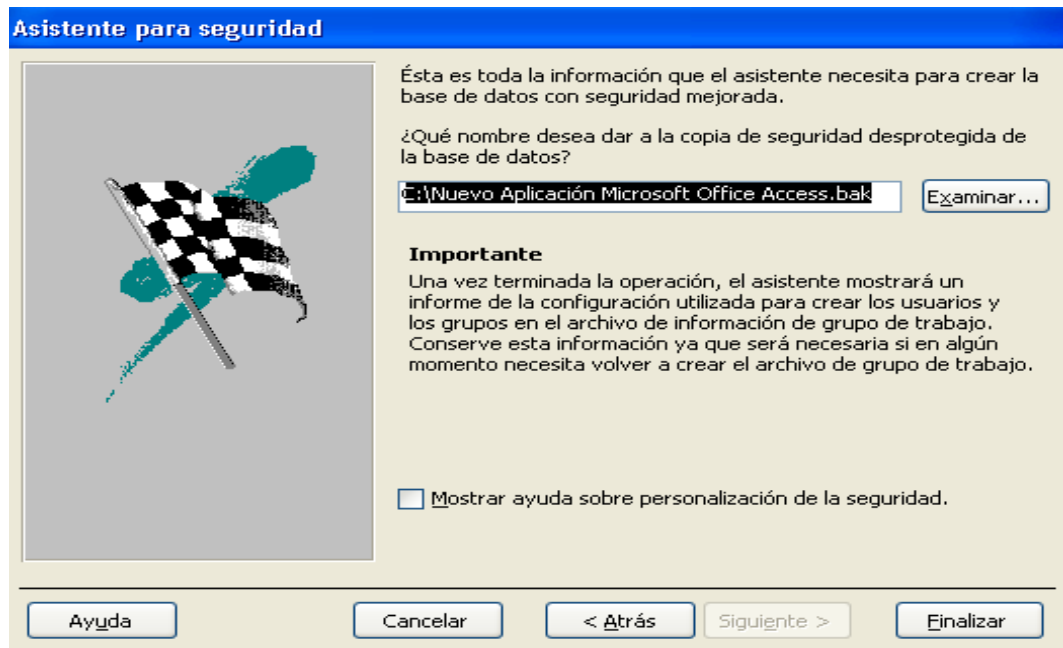 Asistente para seguridad
Ésta es toda la información que el asistente necesita para crear la
base de datos con seguridad mejorada.
¿Qué nombre desea dar a la copia de seguridad desprotegida de
la base de datos?
C:\Nuevo Aplicación Microsoft Office Access.bak
Examinar...
Importante
Una vez terminada la operación, el asistente mostrará un
informe de la configuración utilizada para crear los usuarios y
los grupos en el archivo de información de grupo de trabajo.
Conserve esta información ya que será necesaria si en algún
momento necesita volver a crear el archivo de grupo de trabajo.
Mostrar ayuda sobre personalización de la seguridad.
Ayuda
Cancelar
< Atrás
Siguiente >
Finalizar